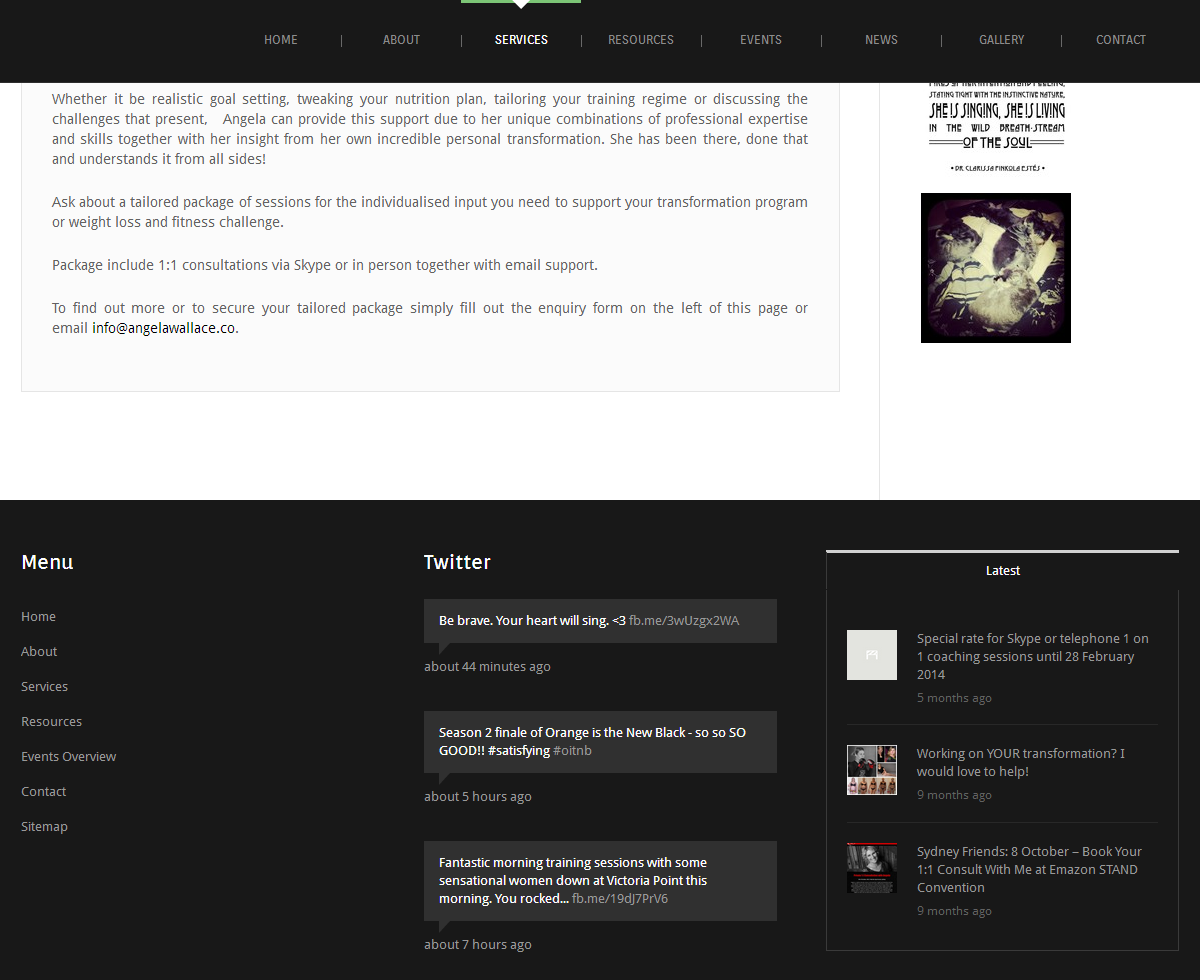 HOME | ABOUT | SERVICES | RESOURCES | EVENTS | NEWS | GALLERY | CONTACT
Whether it be realistic goal setting, tweaking your nutrition plan, tailoring your training regime or discussing the
challenges that present, Angela can provide this support due to her unique combinations of professional expertise
and skills together with her insight from her own incredible personal transformation. She has been there, done that
and understands it from all sides!
Ask about a tailored package of sessions for the individualised input you need to support your transformation program
or weight loss and fitness challenge.
Package include 1:1 consultations via Skype or in person together with email support.
To find out more or to secure your tailored package simply fill out the enquiry form on the left of this page or
email info@angelawallace.co.
STAYING TIGHT WITH THE INSTINCTIVE NATURE,
SHE IS SINGING, SHE IS LIVING
IN THE WILD BREATH-STREAM
OF THE SOUL
• DR CLARISSA PINKOLA ESTÉS •
Menu
Home
About
Services
Resources
Events Overview
Contact
Sitemap
Twitter
Be brave. Your heart will sing. <3 fb.me/3wUzgx2WA
about 44 minutes ago
Season 2 finale of Orange is the New Black - so so SO
GOOD!! #satisfying #oitnb
about 5 hours ago
Fantastic morning training sessions with some
sensational women down at Victoria Point this
morning. You rocked... fb.me/19dJ7PrV6
about 7 hours ago
Latest
Special rate for Skype or telephone 1 on
1 coaching sessions until 28 February
2014
5 months ago
Working on YOUR transformation? I
would love to help!
9 months ago
Sydney Friends: 8 October – Book Your
1:1 Consult With Me at Emazon STAND
Convention
9 months ago